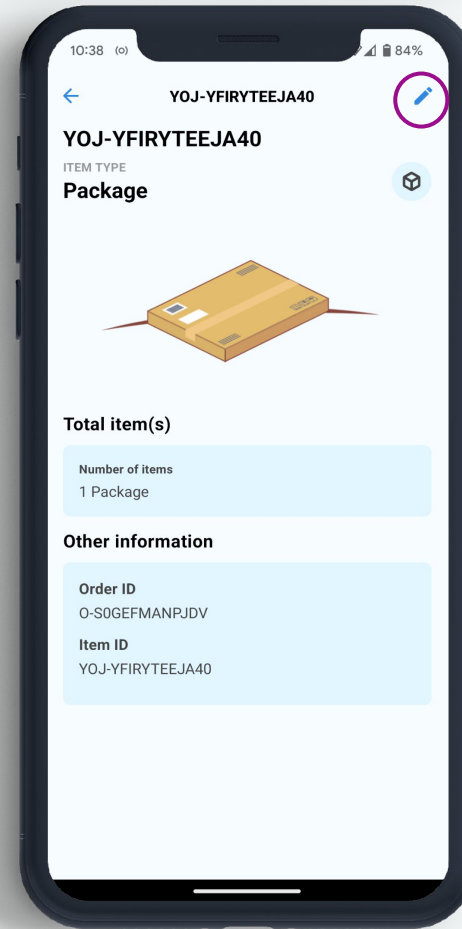 10:38
84%
YOJ-YFIRYTEEJA40
YOJ-YFIRYTEEJA40
ITEM TYPE
Package
Total item(s)
Number of items
1 Package
Other information
Order ID
O-S0GEFMANPJDV
Item ID
YOJ-YFIRYTEEJA40